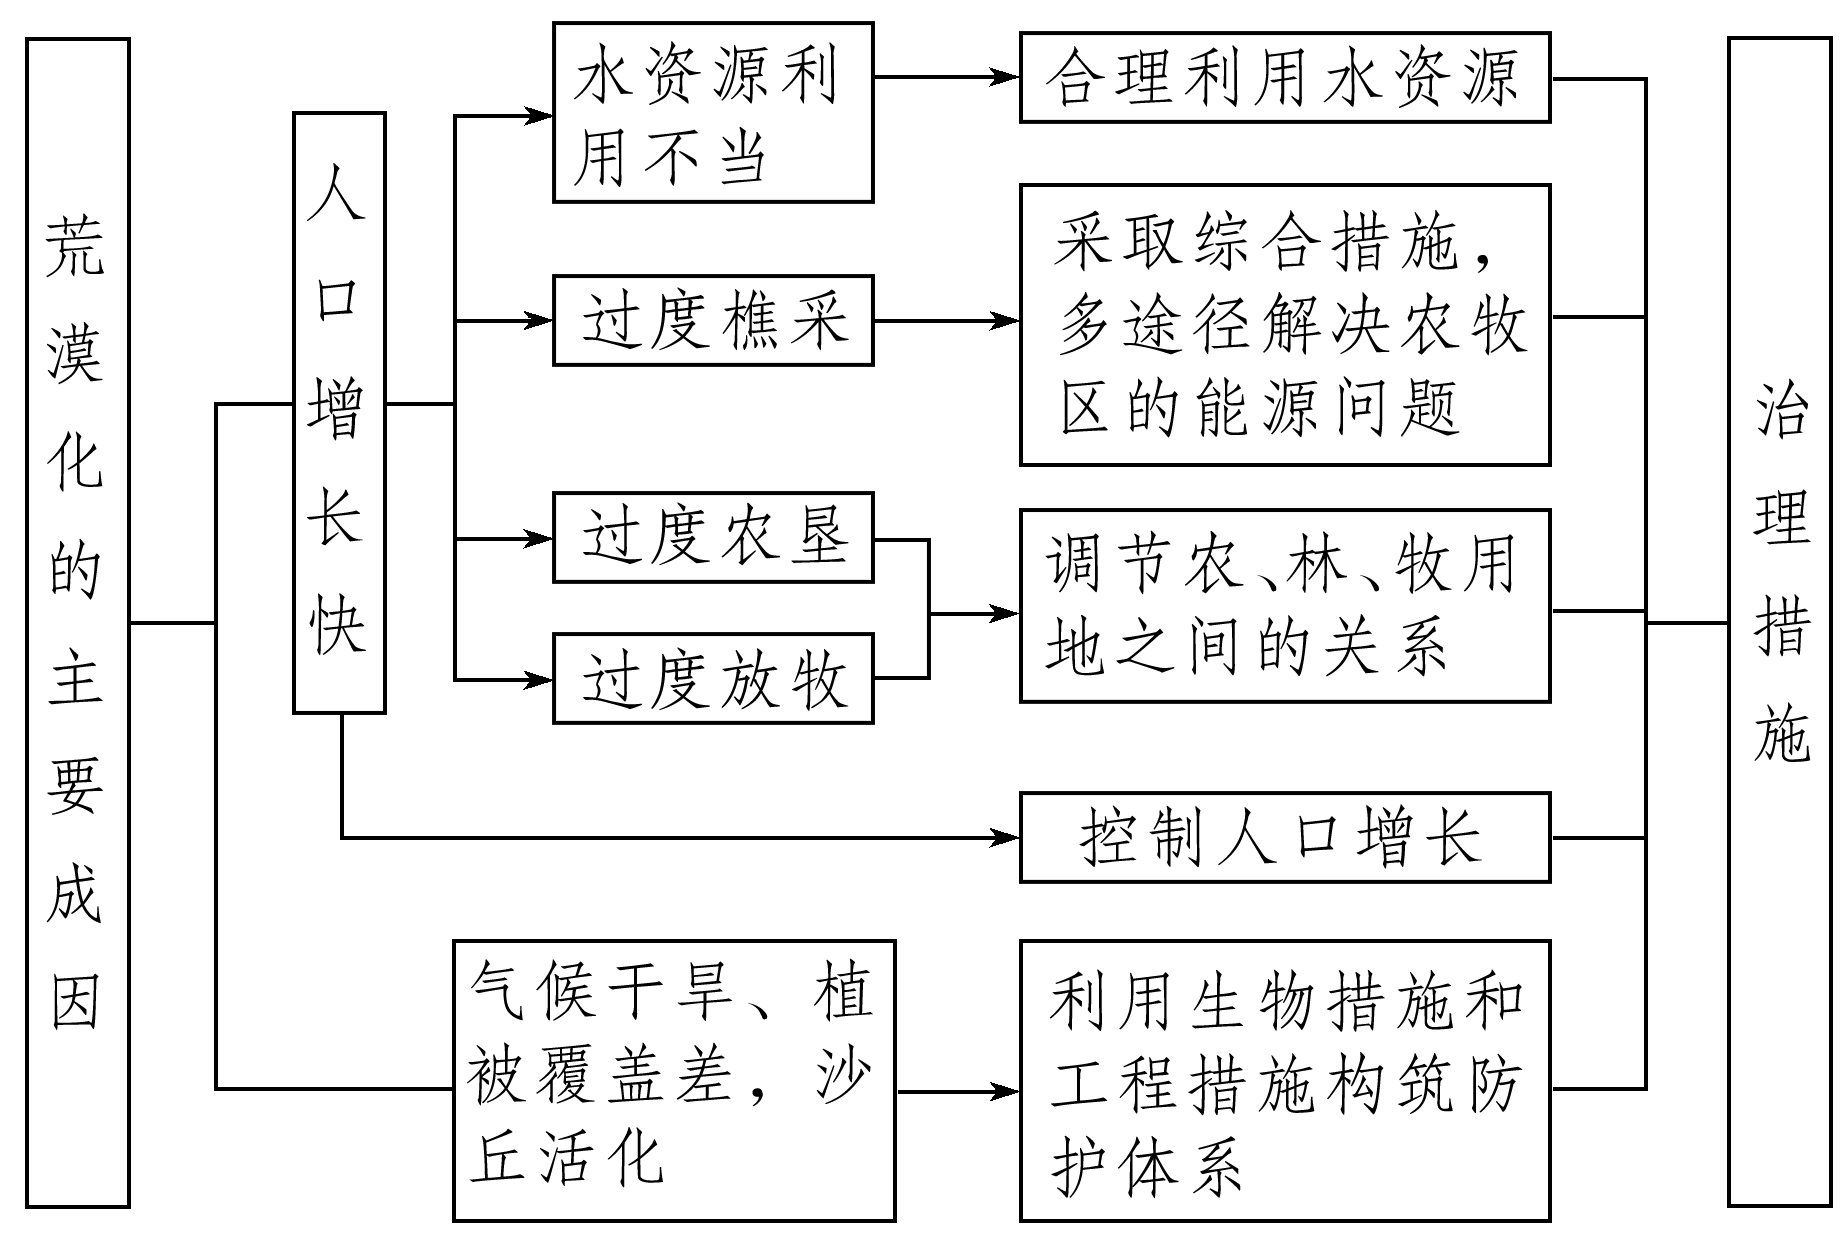 荒漠化的主要成因
人口增长快
水资源利
用不当
过度樵采
过度农垦
过度放牧
气候干旱、植
被覆盖差，沙
丘活化
合理利用水资源
采取综合措施，
多途径解决农牧
区的能源问题
调节农、林、牧用
地之间的关系
控制人口增长
利用生物措施和
工程措施构筑防
护体系
治理措施